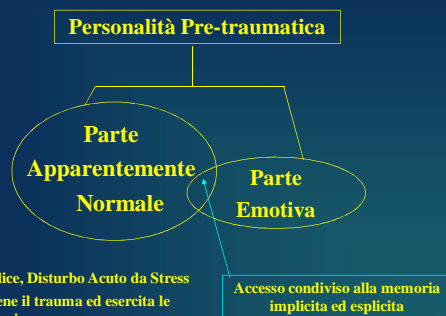 Personalità Pre-traumatica
Parte
Apparentemente
Normale
Parte
Emotiva
Disturbo Acuto da Stress
il trauma ed esercita le
Accesso condiviso alla memoria
implicita ed esplicita